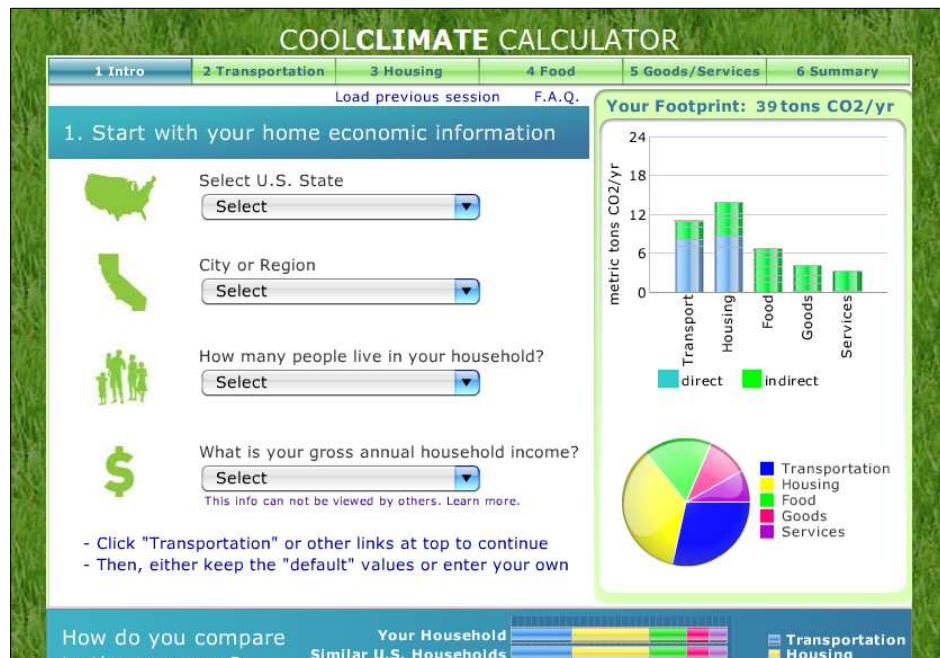 COOLCLIMATE CALCULATOR
1 Intro
2 Transportation
3 Housing
4 Food
5 Goods/Services
6 Summary
Load previous session
F.A.Q.
1. Start with your home economic information
Select U.S. State
Select
City or Region
Select
How many people live in your household?
Select
$
What is your gross annual household income?
Select
This info can not be viewed by others. Learn more.
- Click "Transportation" or other links at top to continue
- Then, either keep the "default" values or enter your own
Your Footprint: 39 tons CO2/yr
metric tons CO2/yr
24
18
12
6
0
Transport
Housing
Food
Goods
Services
direct
indirect
Transportation
Housing
Food
Goods
Services
How do you compare
Your Household
Similar U.S. Households
Transportation
Housing